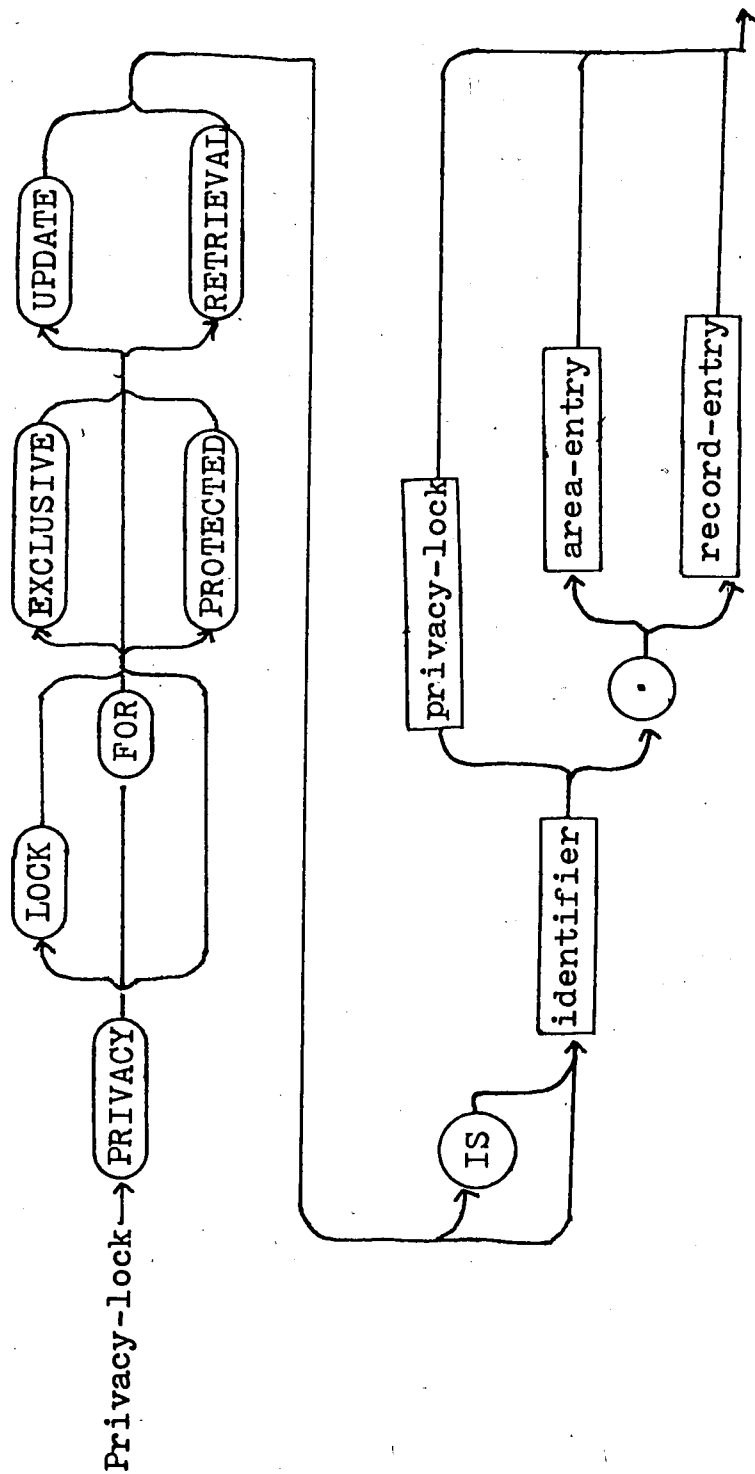 Privacy-lock
PRIVACY
LOCK
FOR
EXCLUSIVE
PROTECTED
UPDATE
RETRIEVAL
IS
identifier
privacy-lock
.
area-entry
record-entry